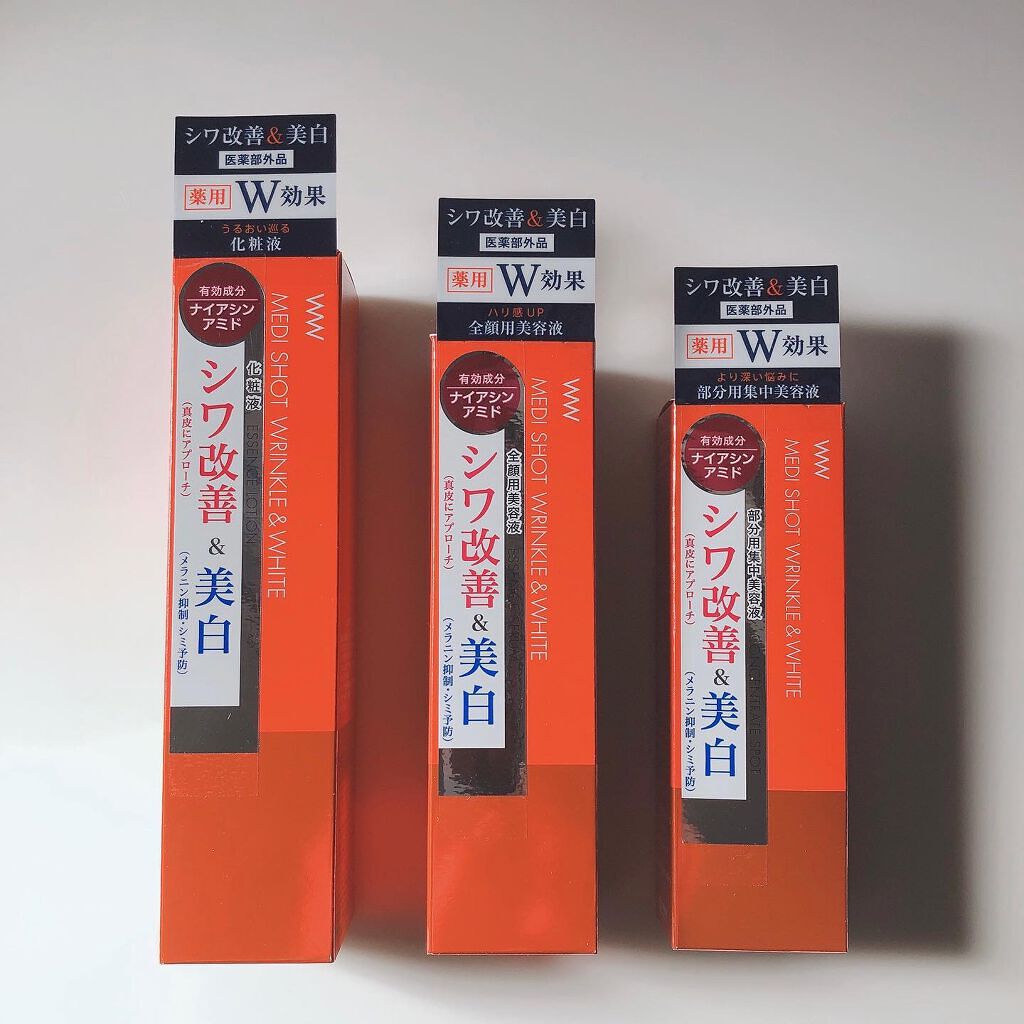 シワ改善&美白
医薬部外品
薬用 W効果
うるおい巡る
化粧液
有効成分
ナイアシン
アミド
シワ改善&美白
(真皮にアプローチ)
(メラニン抑制・シミ予防)
化粧液 ESSENCE LOTION
MEDI SHOT WRINKLE & WHITE
シワ改善&美白
医薬部外品
薬用 W効果
ハリ感UP
全顔用美容液
有効成分
ナイアシン
アミド
シワ改善&美白
(真皮にアプローチ)
(メラニン抑制・シミ予防)
全顔用美容液
MEDI SHOT WRINKLE & WHITE
シワ改善&美白
医薬部外品
薬用 W効果
より深い悩みに
部分用集中美容液
有効成分
ナイアシン
アミド
シワ改善&美白
(真皮にアプローチ)
(メラニン抑制・シミ予防)
部分用集中美容液
MEDI SHOT WRINKLE & WHITE